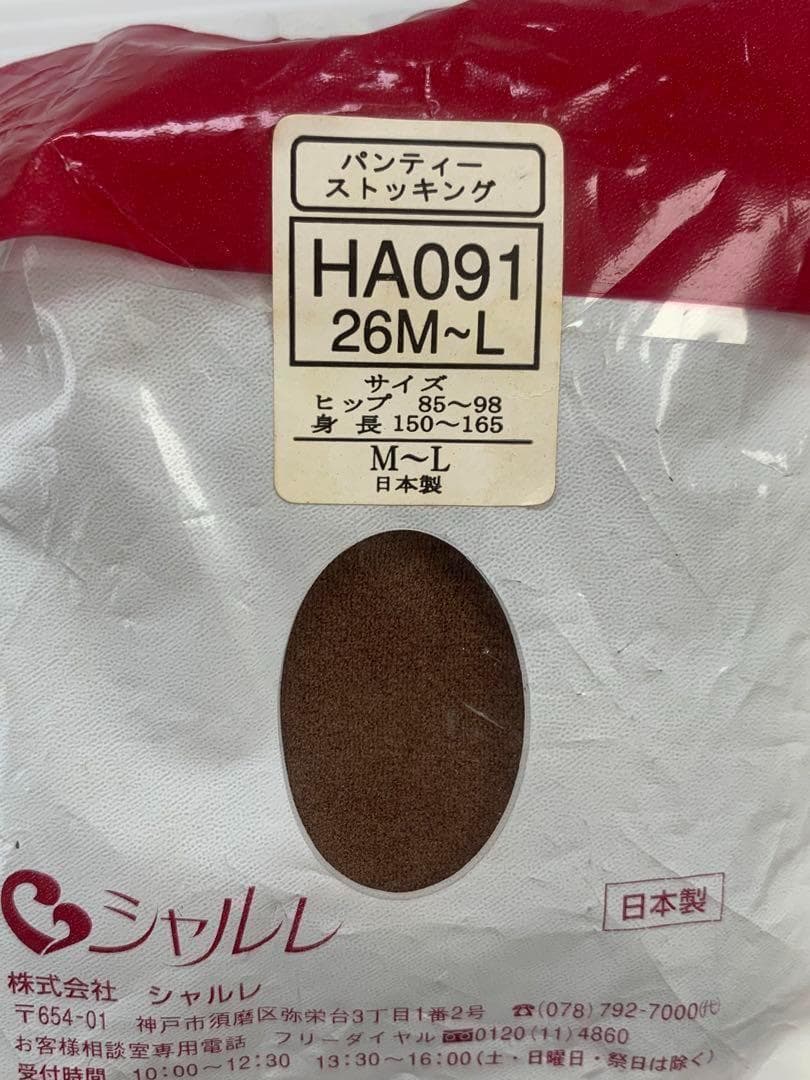 パンティー
ストッキング
HA091
26M~L
サイズ
ヒップ 85〜98
身長 150〜165
M〜L
日本製
シャルレ
日本製
株式会社 シャルレ
〒654-01 神戸市須磨区弥栄台3丁目1番2号 ☎(078)792-7000(代)
お客様相談室専用電話 フリーダイヤル 0120(11)4860
受付時間 10:00〜12:30 13:30〜16:00(土・日曜日・祭日は除く)